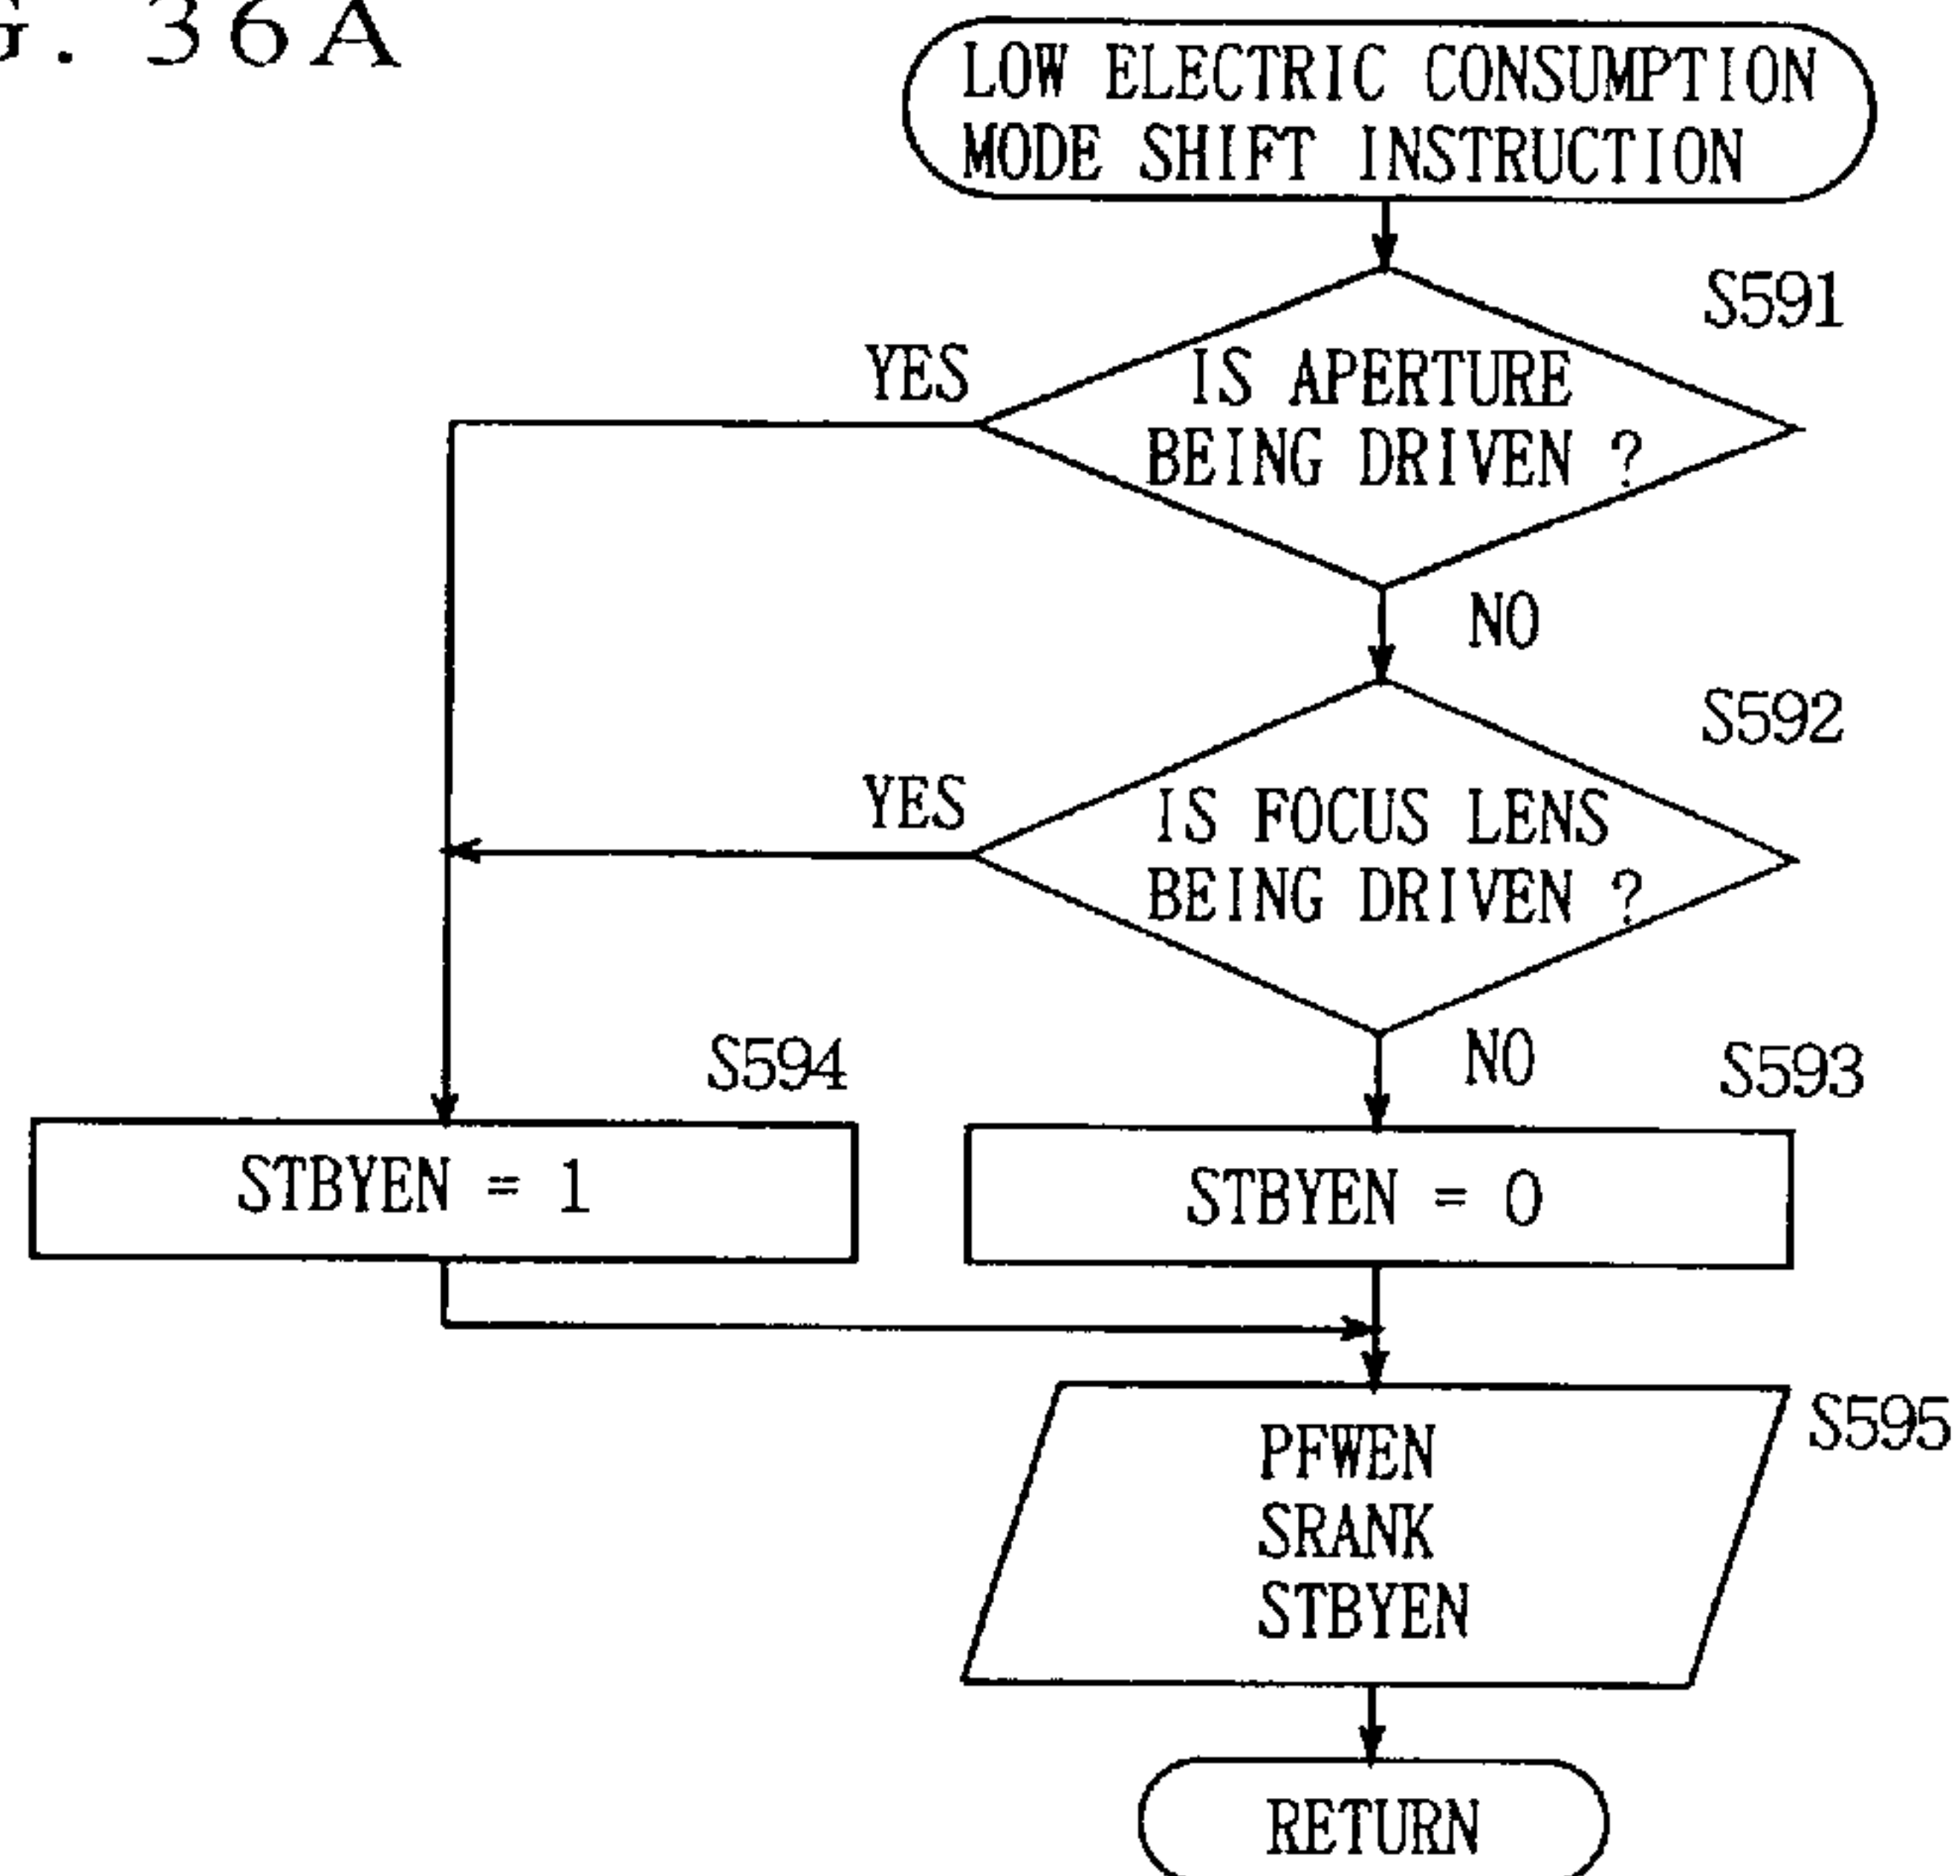 G. 36A
LOW ELECTRIC CONSUMPTION
MODE SHIFT INSTRUCTION
S591
YES
IS APERTURE
BEING DRIVEN ?
NO
S592
YES
IS FOCUS LENS
BEING DRIVEN ?
NO
S594
S593
STBYEN = 1
STBYEN = 0
S595
PFWEN
SRANK
STBYEN
RETURN